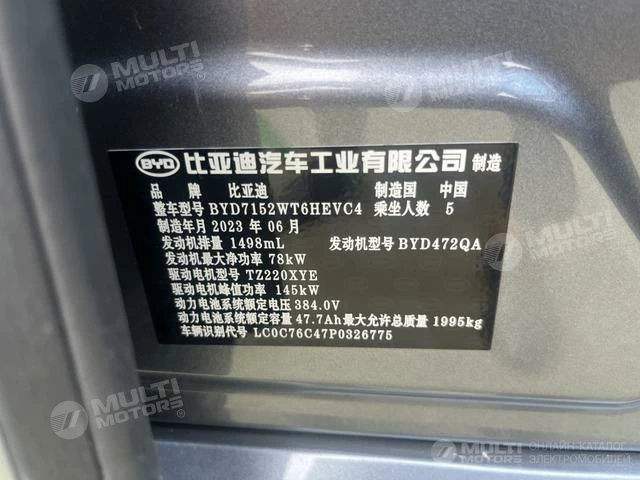 MULTI MOTORS
MULTI MOTORS
BYD 比亚迪汽车工业有限公司 制造
品 牌 比亚迪 制造国 中国
整车型号 BYD7152WT6HEVC4 乘坐人数 5
制造年月 2023 年 06 月
发动机排量 1498mL 发动机型号 BYD472QA
发动机最大净功率 78kW
驱动电机型号 TZ220XYE
驱动电机峰值功率 145kW
动力电池系统额定电压 384.0V
动力电池系统额定容量 47.7Ah最大允许总质量 1995kg
车辆识别代号 LC0C76C47P0326775
MULTI MOTORS
MULTI MOTORS
ОНЛАЙН-КАТАЛОГ
ЭЛЕКТРОМОБИЛЕЙ